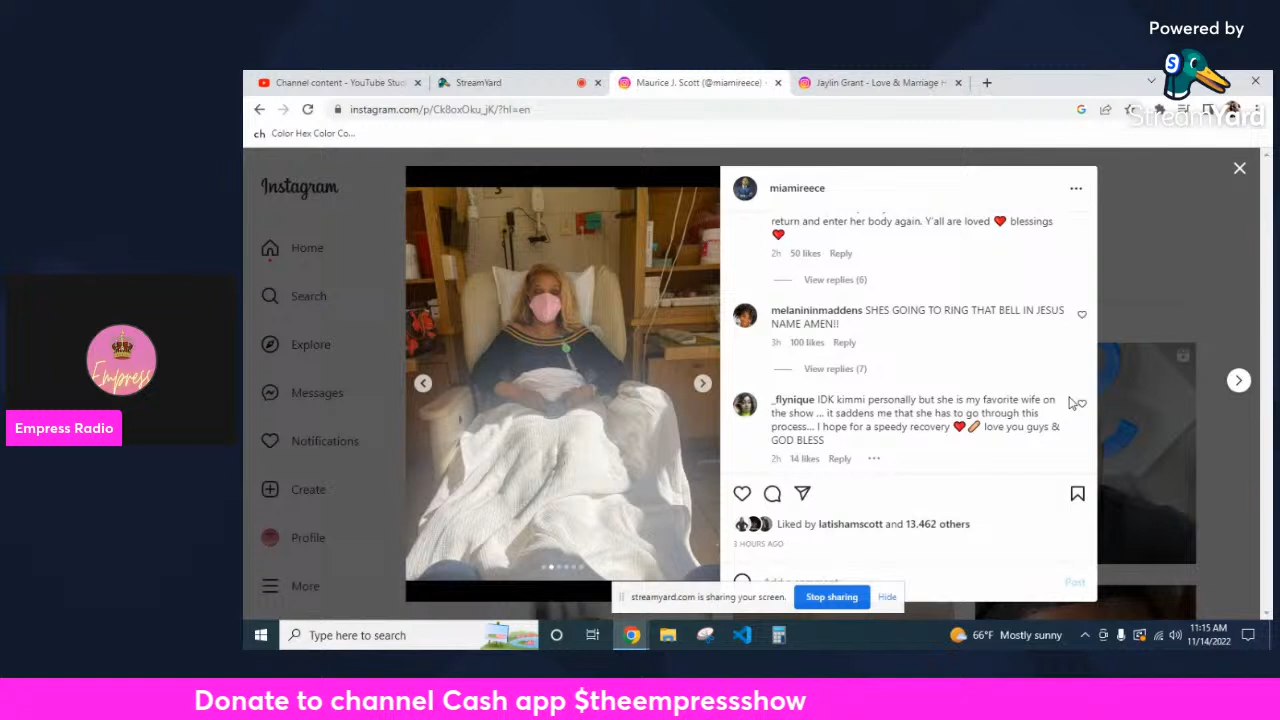 Powered by
StreamYard
Channel content - YouTube Stud
StreamYard
Maurice J. Scott (@miamireece)
Jaylin Grant - Love & Marriage H
instagram.com/p/Ck8oxOku_jK/?hl=en
ch Color Hex Color Co...
Instagram
Home
Search
Explore
Messages
Notifications
Create
Profile
More
3
miamireece
return and enter her body again. Y'all are loved ❤️ blessings
❤️
2h 50 likes Reply
View replies (6)
melanininmaddens SHES GOING TO RING THAT BELL IN JESUS
NAME AMEN!!
3h 100 likes Reply
View replies (7)
_flynique IDK kimmi personally but she is my favorite wife on
the show ... it saddens me that she has to go through this
process... I hope for a speedy recovery ❤️🩹 love you guys &
GOD BLESS
2h 14 likes Reply ...
Liked by latishamscott and 13.462 others
3 HOURS AGO
Add a comment...
Post
streamyard.com is sharing your screen.
Stop sharing
Hide
Empress
Empress Radio
Type here to search
66°F Mostly sunny
11:15 AM
11/14/2022
Donate to channel Cash app $theempressshow